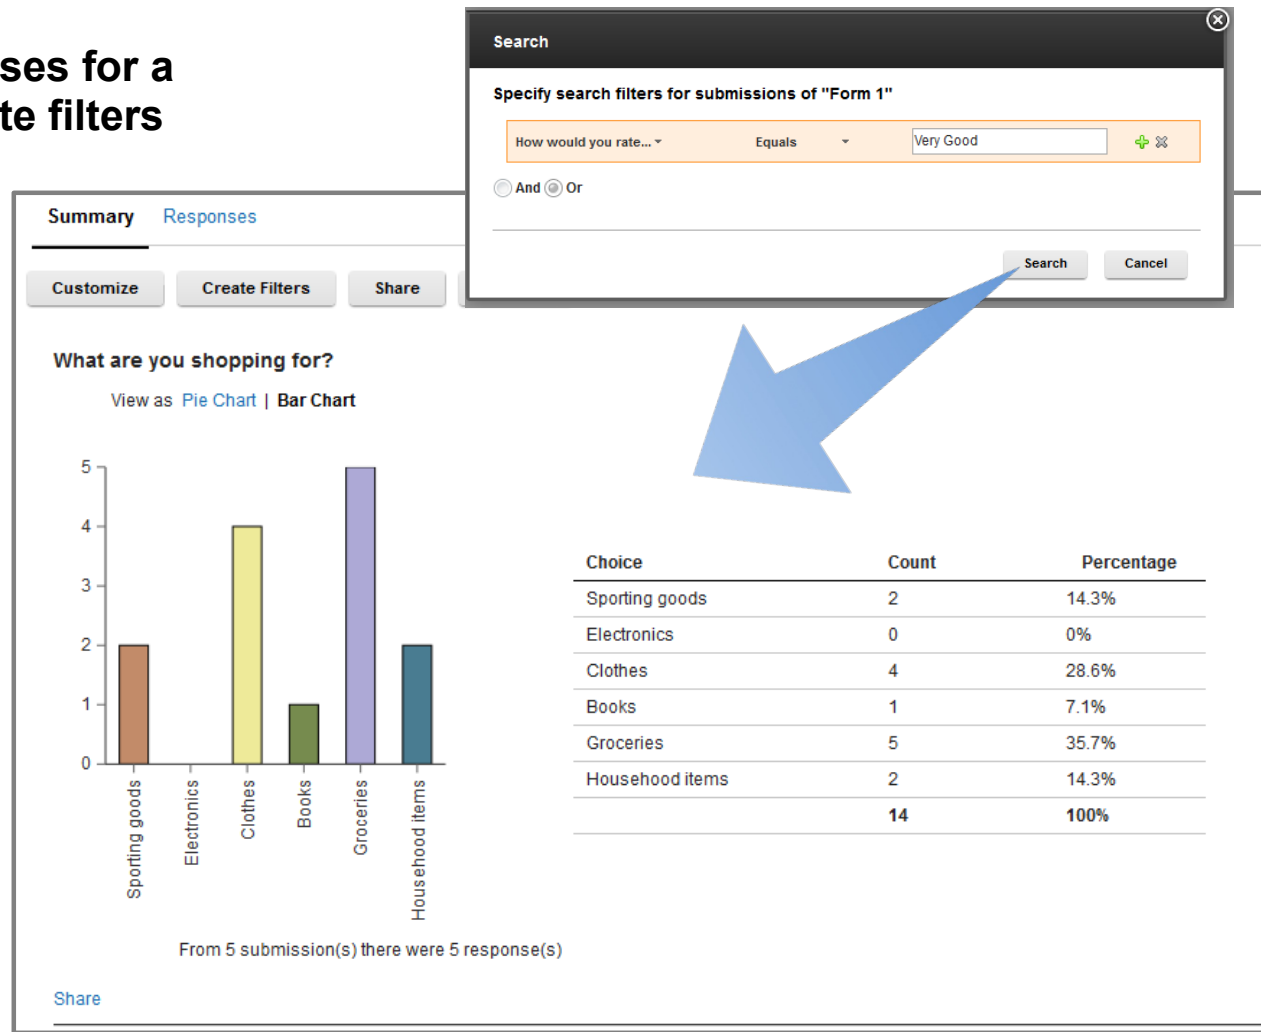 ses for a
te filters
Search
Specify search filters for submissions of "Form 1"
How would you rate... Equals Very Good
And Or
Search Cancel
Summary Responses
Customize Create Filters Share
What are you shopping for?
View as Pie Chart | Bar Chart
5
4
3
2
1
0
Sporting goods
Electronics
Clothes
Books
Groceries
Househood items
Choice Count Percentage
Sporting goods 2 14.3%
Electronics 0 0%
Clothes 4 28.6%
Books 1 7.1%
Groceries 5 35.7%
Househood items 2 14.3%
14 100%
From 5 submission(s) there were 5 response(s)
Share